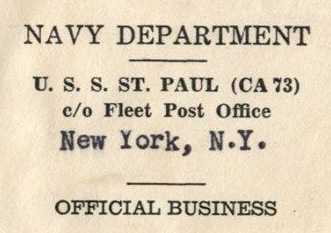 NAVY DEPARTMENT
U. S. S. ST. PAUL (CA 73)
c/o Fleet Post Office
New York, N.Y.
OFFICIAL BUSINESS